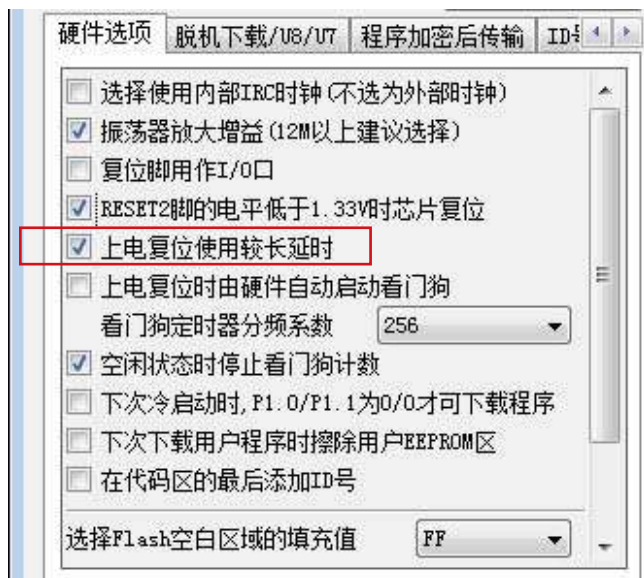 硬件选项 脱机下载/U8/U7 程序加密后传输 ID号
选择使用内部IRC时钟(不选为外部时钟)
振荡器放大增益(12M以上建议选择)
复位脚用作I/O口
RESET2脚的电平低于1.33V时芯片复位
上电复位使用较长延时
上电复位时由硬件自动启动看门狗
看门狗定时器分频系数 256
空闲状态时停止看门狗计数
下次冷启动时,P1.0/P1.1为0/0才可下载程序
下次下载用户程序时擦除用户EEPROM区
在代码区的最后添加ID号
选择Flash空白区域的填充值 FF